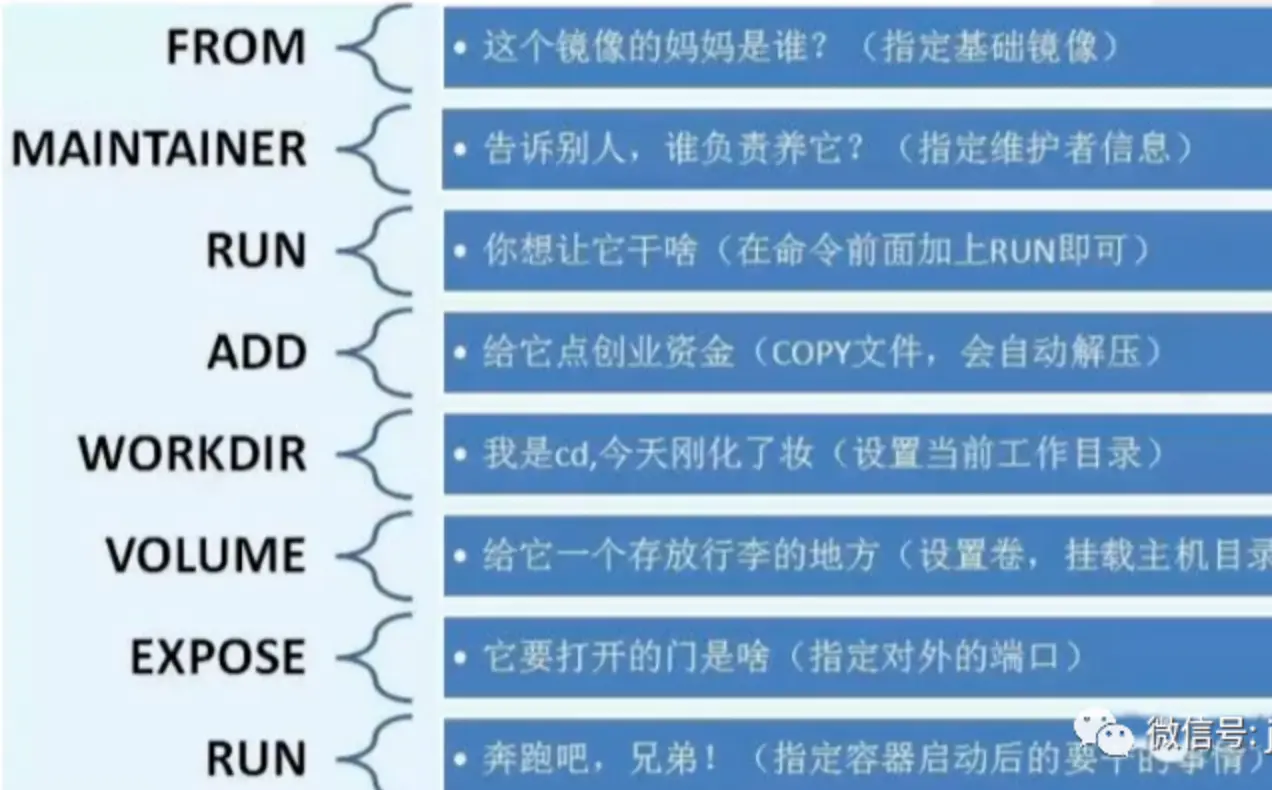 FROM
• 这个镜像的妈妈是谁？（指定基础镜像）
MAINTAINER
• 告诉别人，谁负责养它？（指定维护者信息）
RUN
• 你想让它干啥（在命令前面加上RUN即可）
ADD
• 给它点创业资金（COPY文件，会自动解压）
WORKDIR
• 我是cd,今天刚化了妆（设置当前工作目录）
VOLUME
• 给它一个存放行李的地方（设置卷，挂载主机目录
EXPOSE
• 它要打开的门是啥（指定对外的端口）
RUN
• 奔跑吧，兄弟！（指定容器启动后的要干的事情）
微信号: j